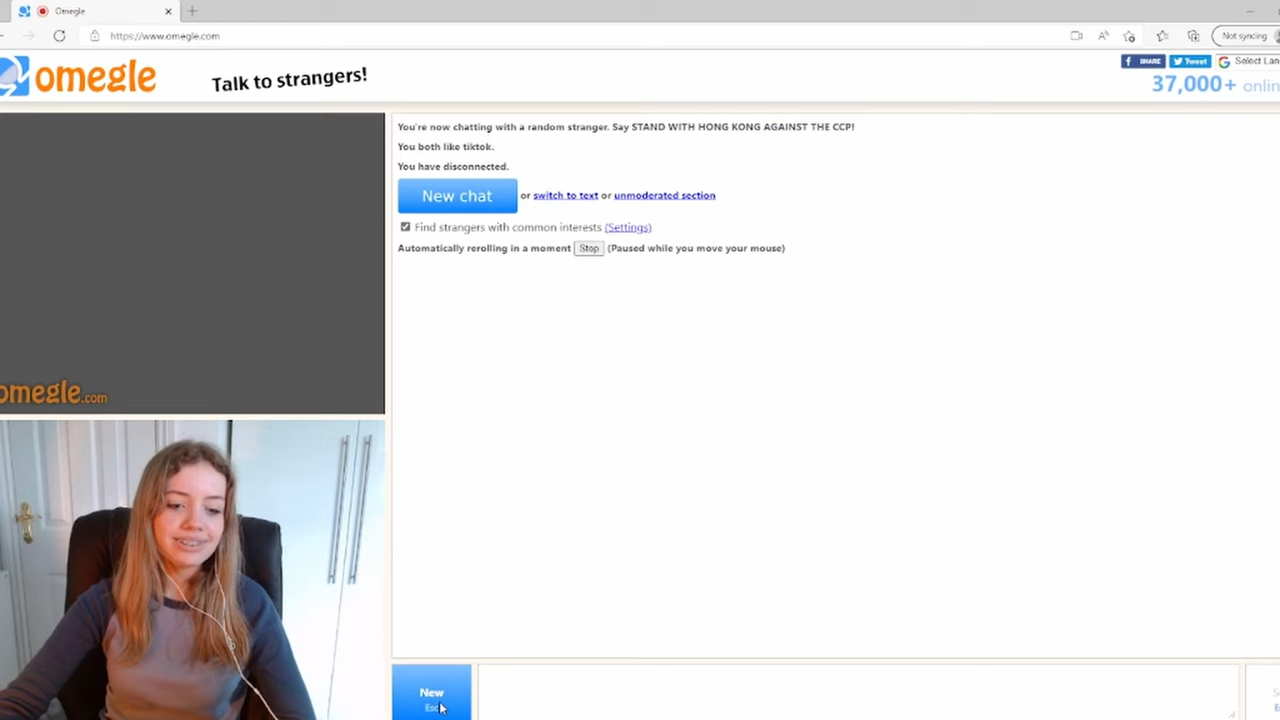 Omegle
https://www.omegle.com
Not syncing
omegle
Talk to strangers!
SHARE
Tweet
Select
37,000+ onlin
You're now chatting with a random stranger. Say STAND WITH HONG KONG AGAINST THE CCP!
You both like tiktok.
You have disconnected.
New chat or switch to text or unmoderated section
Find strangers with common interests (Settings)
Automatically rerolling in a moment Stop (Paused while you move your mouse)
omegle.com
New
Esc